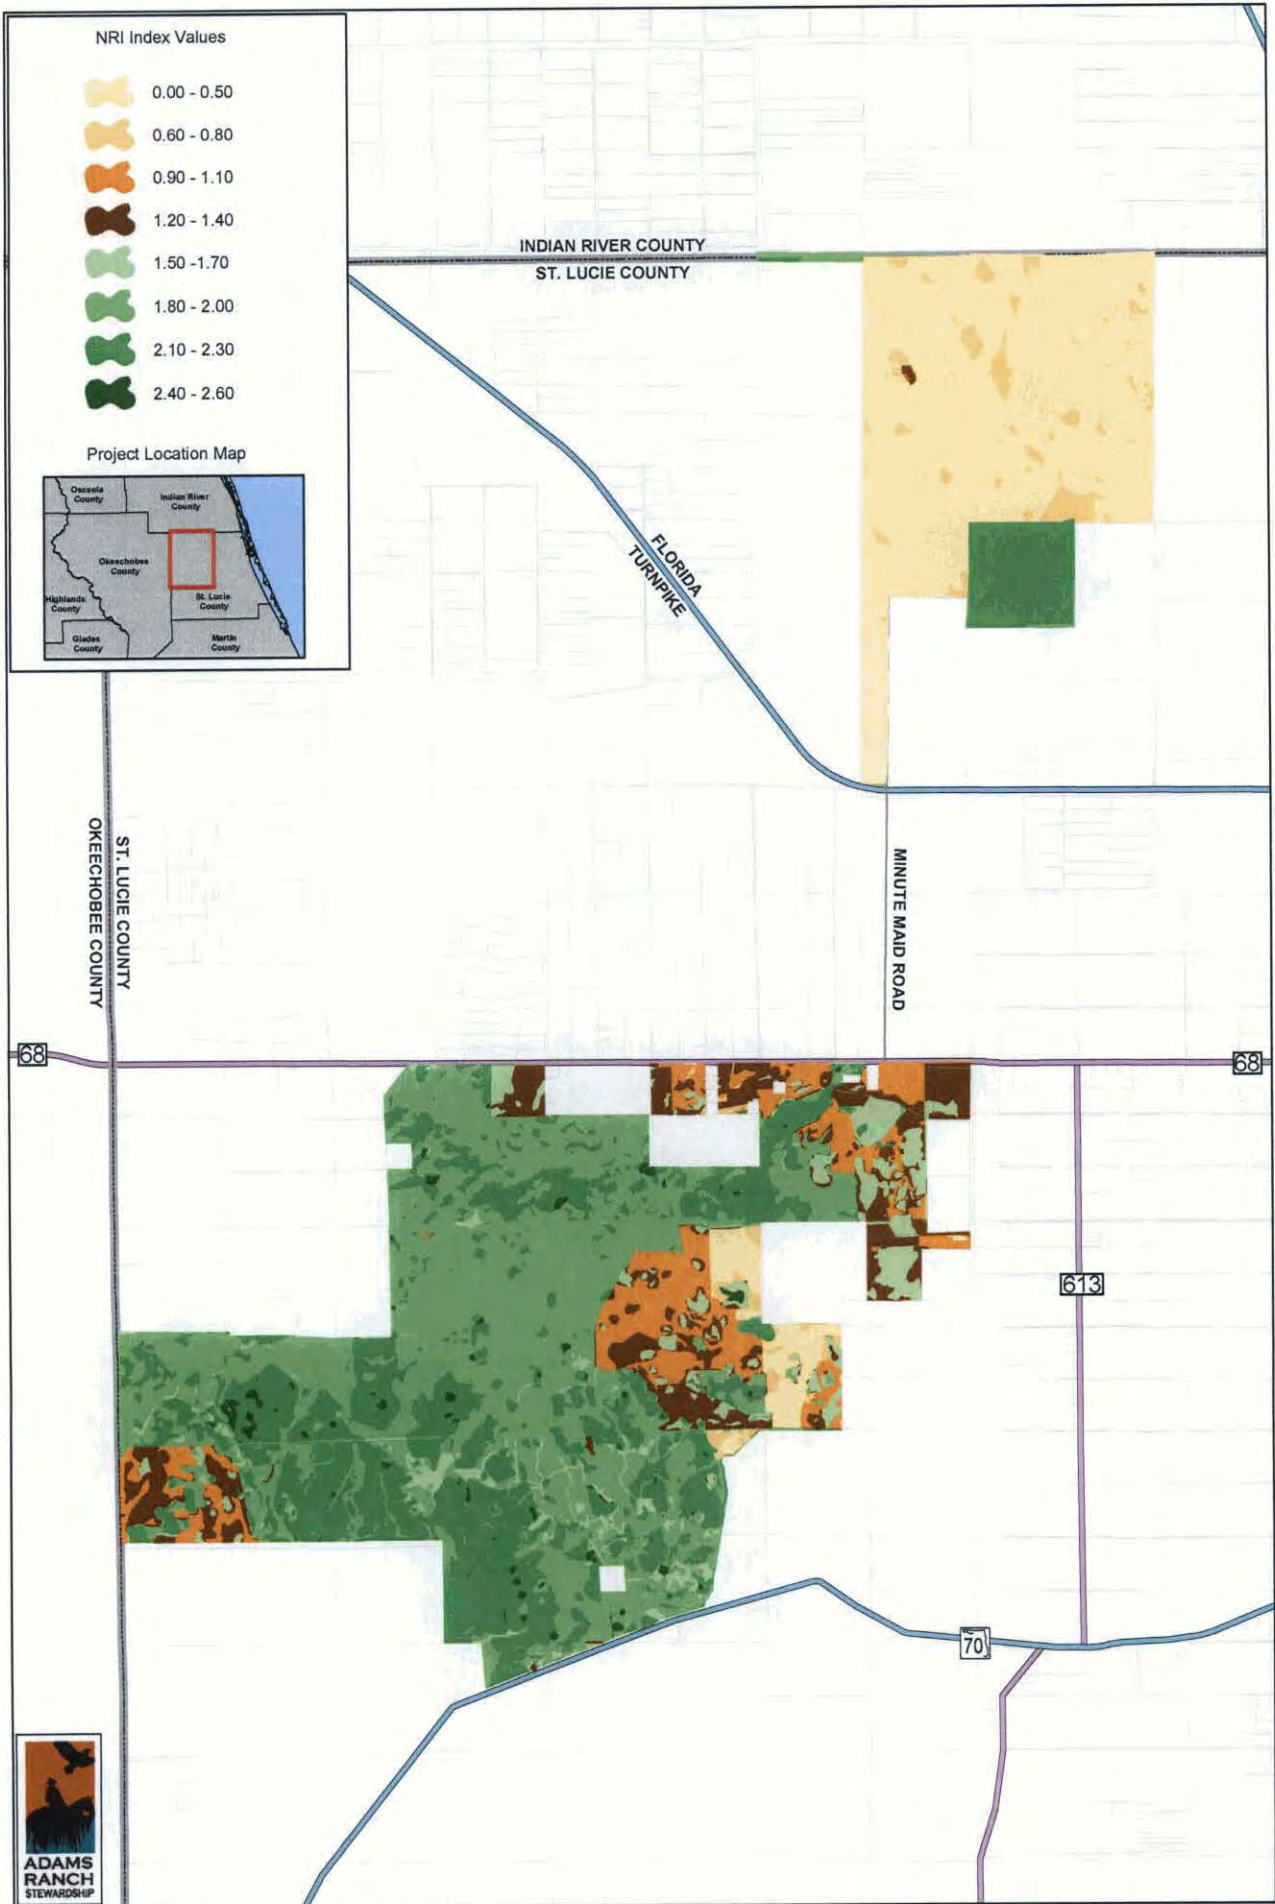 NRI Index Values
0.00 - 0.50
0.60 - 0.80
0.90 - 1.10
1.20 - 1.40
1.50 -1.70
1.80 - 2.00
2.10 - 2.30
2.40 - 2.60
Project Location Map
Osceola
County
Indian River
County
Okeechobee
County
Highlands
County
St. Lucie
County
Glades
County
Martin
County
INDIAN RIVER COUNTY
ST. LUCIE COUNTY
FLORIDA
TURNPIKE
ST. LUCIE COUNTY
OKEECHOBEE COUNTY
MINUTE MAID ROAD
68
68
613
70
ADAMS
RANCH
STEWARDSHIP